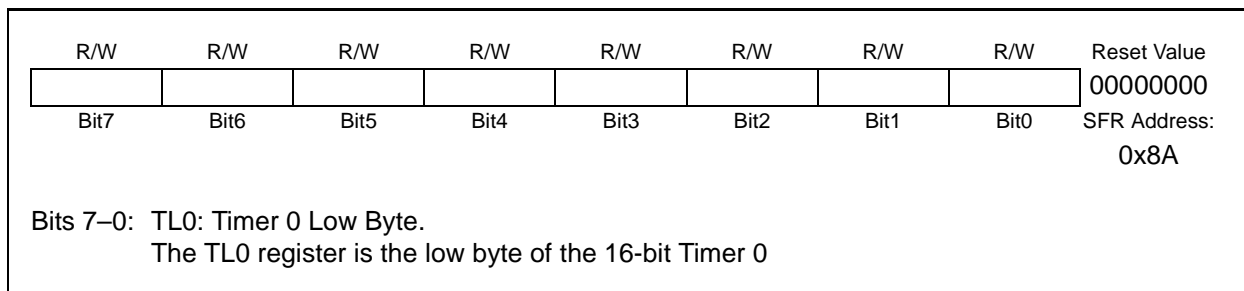 R/W R/W R/W R/W R/W R/W R/W R/W Reset Value
00000000
Bit7 Bit6 Bit5 Bit4 Bit3 Bit2 Bit1 Bit0 SFR Address:
0x8A
Bits 7–0: TL0: Timer 0 Low Byte.
The TL0 register is the low byte of the 16-bit Timer 0